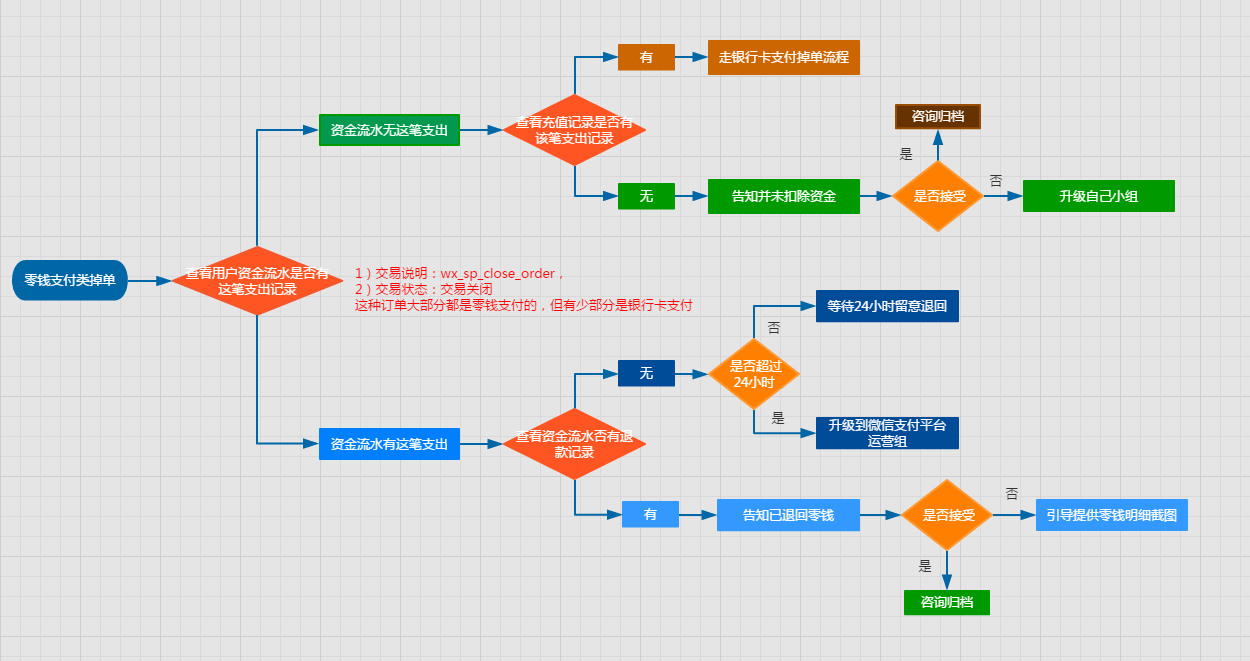 有
走银行卡支付掉单流程
咨询归档
资金流水无这笔支出
查看充值记录是否有
该笔支出记录
是
无
告知并未扣除资金
是否接受
否
升级自己小组
零钱支付类掉单
查看用户资金流水是否有
这笔支出记录
1）交易说明：wx_sp_close_order，
2）交易状态：交易关闭
这种订单大部分都是零钱支付的，但有少部分是银行卡支付
等待24小时留意退回
否
无
是否超过
24小时
是
升级到微信支付平台
运营组
资金流水有这笔支出
查看资金流水否有退
款记录
有
告知已退回零钱
是否接受
否
引导提供零钱明细截图
是
咨询归档